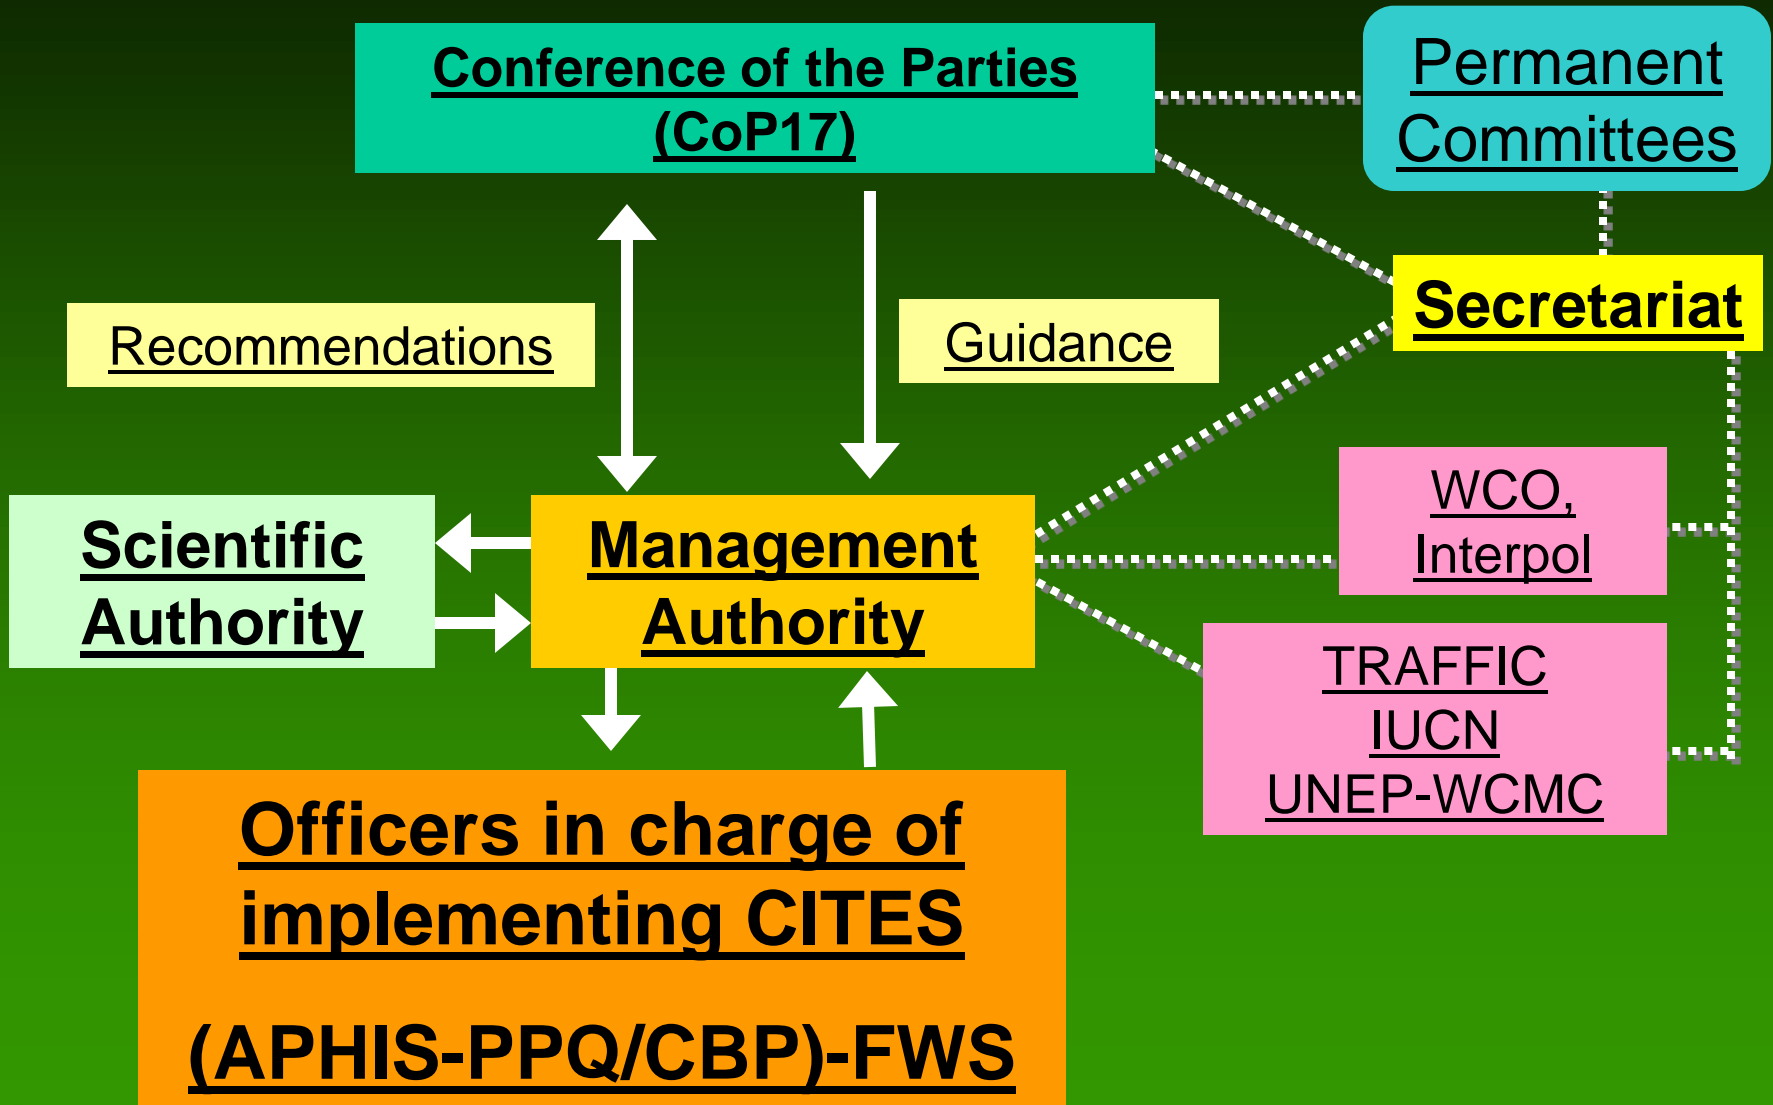 Conference of the Parties
(CoP17)
Permanent
Committees
Secretariat
Recommendations
Guidance
Scientific
Authority
Management
Authority
WCO,
Interpol
TRAFFIC
IUCN
UNEP-WCMC
Officers in charge of
implementing CITES
(APHIS-PPQ/CBP)-FWS